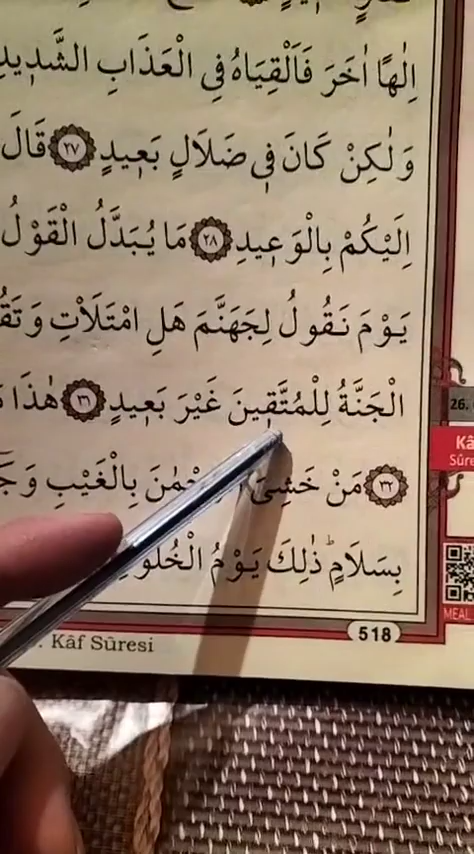 اِلٰهًا اٰخَرَ فَاَلْقِيَاهُ فِي الْعَذَابِ الشَّدٖيدِ
وَلٰكِنْ كَانَ فٖي ضَلَالٍ بَعٖيدٍ ﴿٢٧﴾ قَالَ
اِلَيْكُمْ بِالْوَعٖيدِ ﴿٢٨﴾ مَا يُبَدَّلُ الْقَوْلُ
يَوْمَ نَقُولُ لِجَهَنَّمَ هَلِ امْتَلَاْتِ وَتَقُ
الْجَنَّةُ لِلْمُتَّقٖينَ غَيْرَ بَعٖيدٍ ﴿٣١﴾ هٰذَا
﴿٣٢﴾ مَنْ خَشِيَ بِالْغَيْبِ وَجَٓ
بِسَلَامٍۜ ذٰلِكَ يَوْمُ
26.
Kâ
Sûre
MEAL
518
Kâf Sûresi